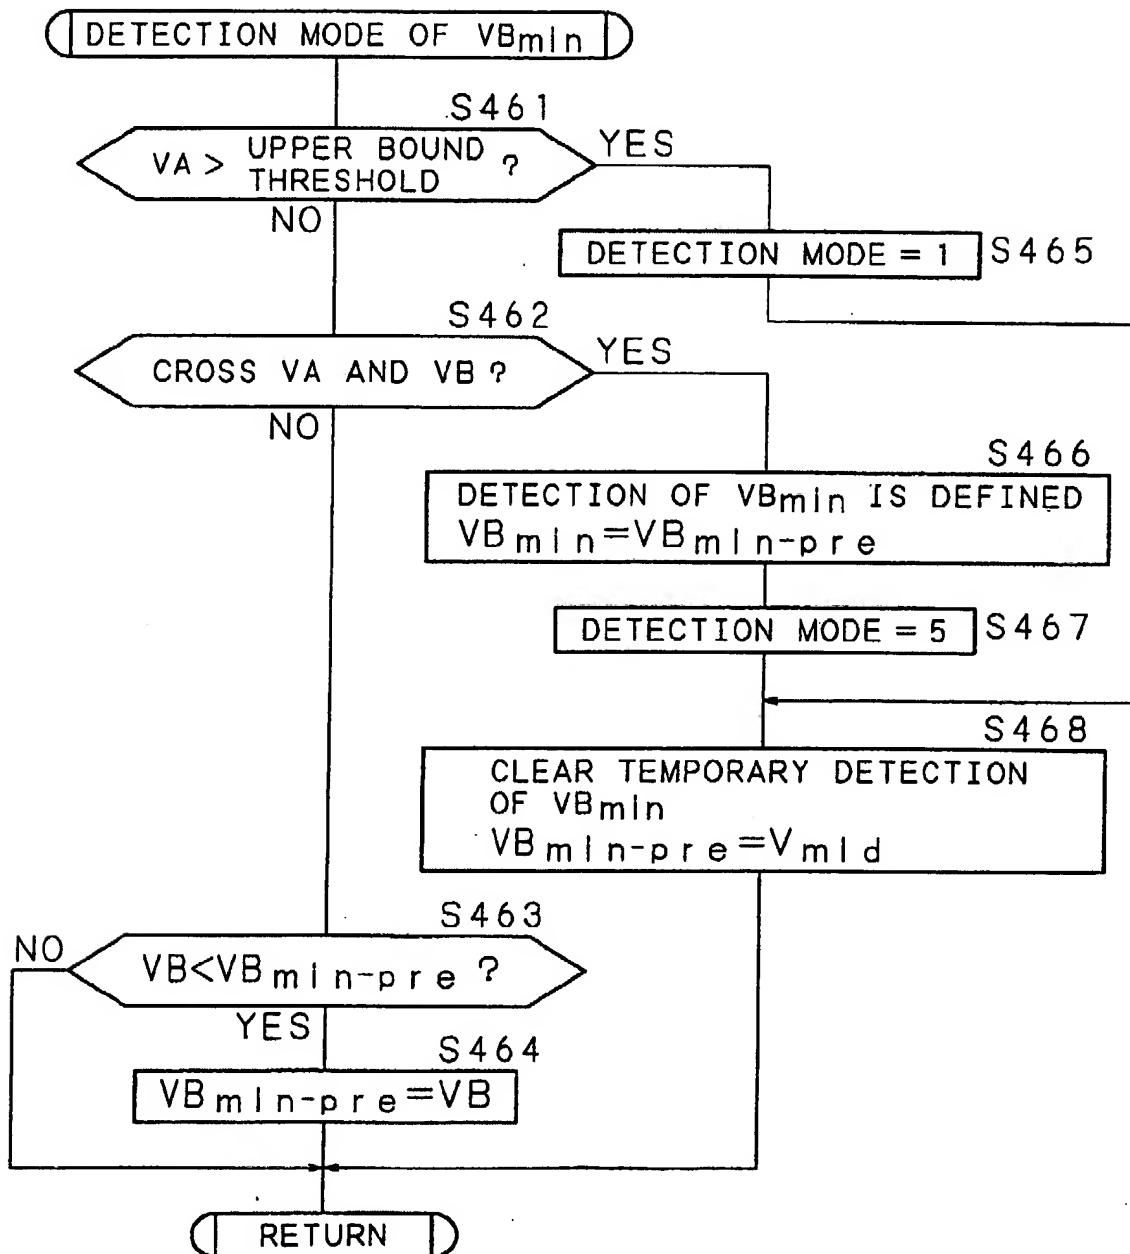 DETECTION MODE OF VBmin
S461
VA > UPPER BOUND THRESHOLD ?
YES
NO
DETECTION MODE = 1
S465
S462
CROSS VA AND VB ?
YES
NO
S466
DETECTION OF VBmin IS DEFINED
VBmin=VBmin-pre
DETECTION MODE = 5
S467
S468
CLEAR TEMPORARY DETECTION
OF VBmin
VBmin-pre=Vmid
S463
NO
VB<VBmin-pre ?
YES
S464
VBmin-pre=VB
RETURN